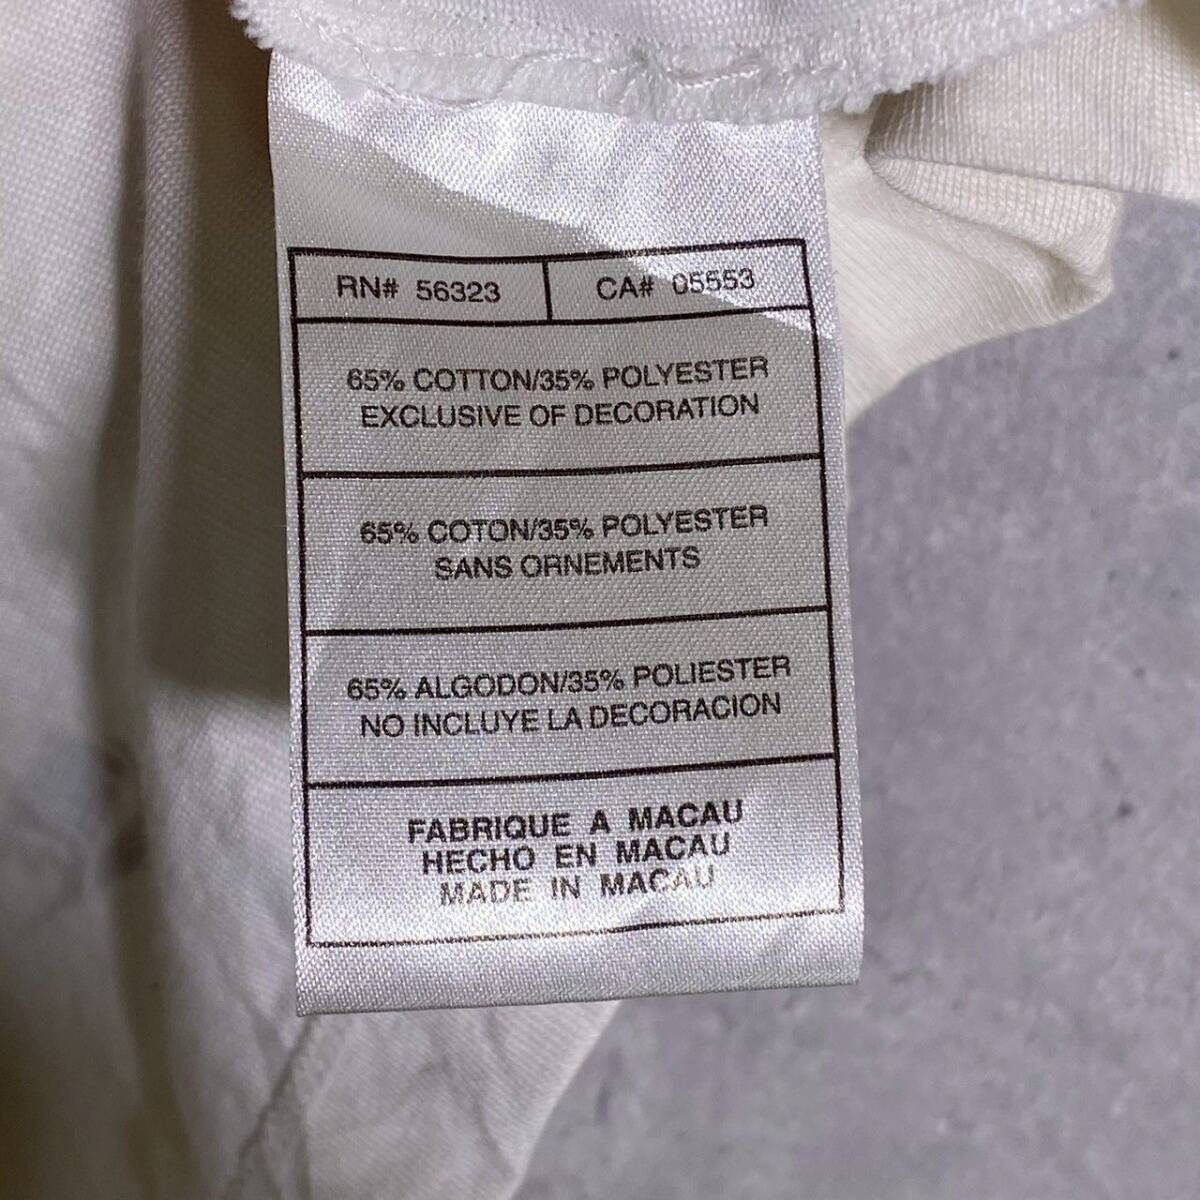 RN# 56323
CA# 05553
65% COTTON/35% POLYESTER
EXCLUSIVE OF DECORATION
65% COTON/35% POLYESTER
SANS ORNEMENTS
65% ALGODON/35% POLIESTER
NO INCLUYE LA DECORACION
FABRIQUE A MACAU
HECHO EN MACAU
MADE IN MACAU